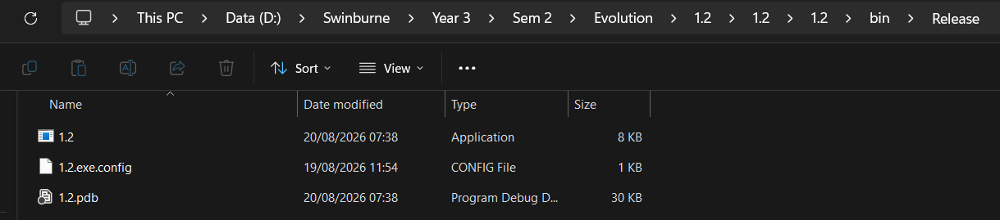 This PC > Data (D:) > Swinburne > Year 3 > Sem 2 > Evolution > 1.2 > 1.2 > 1.2 > bin > Release
Sort View
Name Date modified Type Size
1.2 20/08/2026 07:38 Application 8 KB
1.2.exe.config 19/08/2026 11:54 CONFIG File 1 KB
1.2.pdb 20/08/2026 07:38 Program Debug D... 30 KB